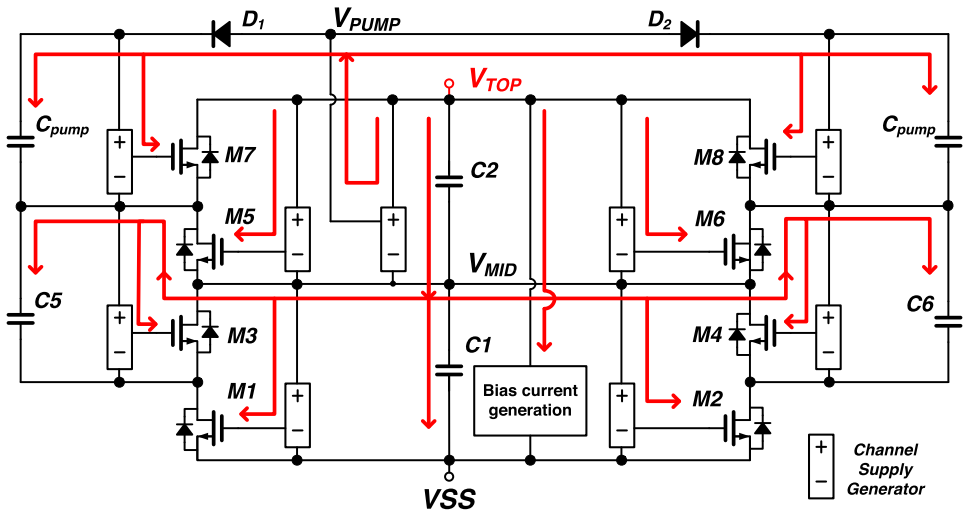 D1
VPUMP
D2
VTOP
Cpump
Cpump
M7
M8
C2
M5
M6
VMID
C5
C6
M3
M4
C1
M1
M2
Bias current
generation
VSS
Channel
Supply
Generator
+
−
+
−
+
−
+
−
+
−
+
−
+
−
+
−
+
−
+
−